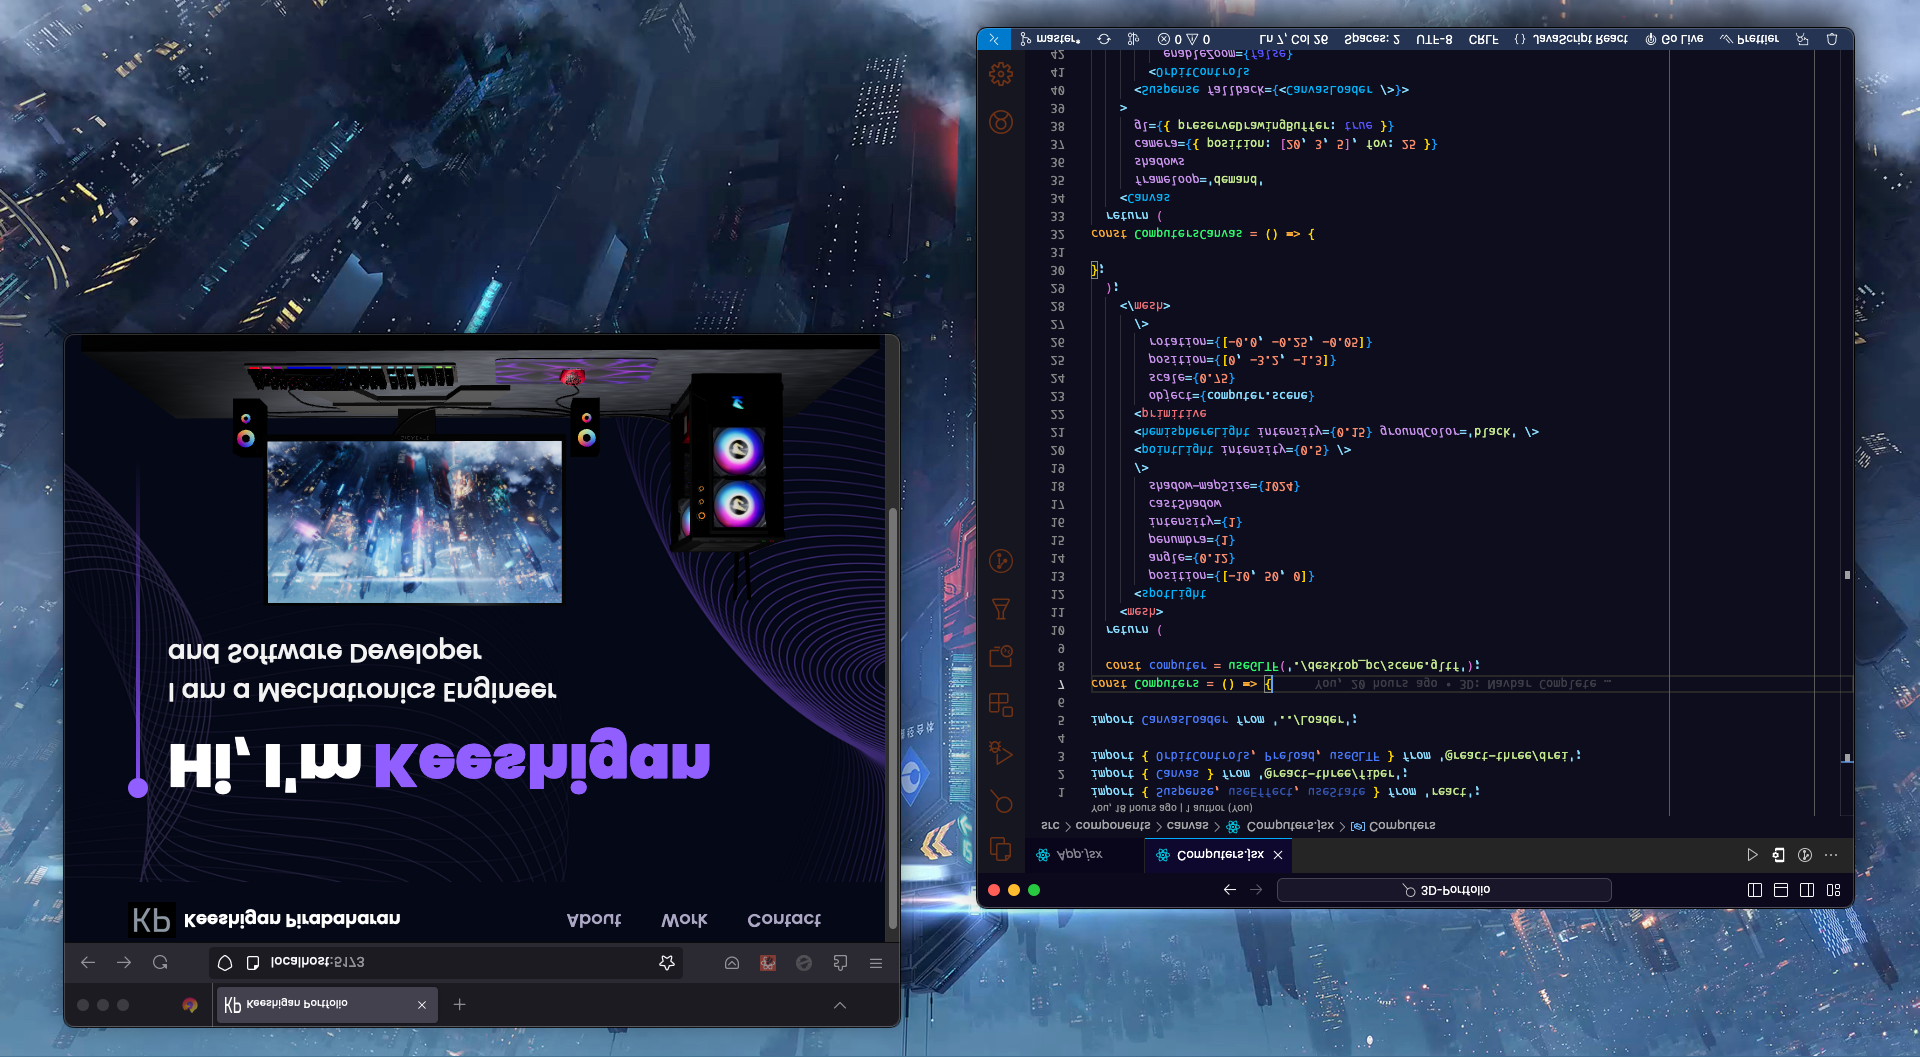 KP Keeshigan Portfolio
localhost:5173
KP Keeshigan Pirabaharan About Work Contact
Hi, I'm Keeshigan
I am a Mechatronics Engineer
and Software Developer
3D-Portfolio
App.jsx Computers.jsx
src > components > canvas > Computers.jsx > Computers
You, 18 hours ago | 1 author (You)
1 import { Suspense, useEffect, useState } from 'react';
2 import { Canvas } from '@react-three/fiber';
3 import { OrbitControls, Preload, useGLTF } from '@react-three/drei';
4
5 import CanvasLoader from '../Loader';
6
7 const Computers = () => { You, 20 hours ago • 3D: Navbar Complete …
8 const computer = useGLTF('./desktop_pc/scene.gltf');
9
10 return (
11 <mesh>
12 <spotLight
13 position={[-10, 50, 0]}
14 angle={0.12}
15 penumbra={1}
16 intensity={1}
17 castShadow
18 shadow-mapSize={1024}
19 />
20 <pointLight intensity={0.5} />
21 <hemisphereLight intensity={0.15} groundColor='black' />
22 <primitive
23 object={computer.scene}
24 scale={0.75}
25 position={[0, -3.2, -1.3]}
26 rotation={[-0.0, -0.25, -0.05]}
27 />
28 </mesh>
29 );
30 };
31
32 const ComputersCanvas = () => {
33 return (
34 <Canvas
35 frameloop='demand'
36 shadows
37 camera={{ position: [20, 3, 5], fov: 25 }}
38 gl={{ preserveDrawingBuffer: true }}
39 >
40 <Suspense fallback={<CanvasLoader />}>
41 <OrbitControls
42 enableZoom={false}
master* 0 0 Ln 7, Col 26 Spaces: 2 UTF-8 CRLF {} JavaScript React Go Live Prettier